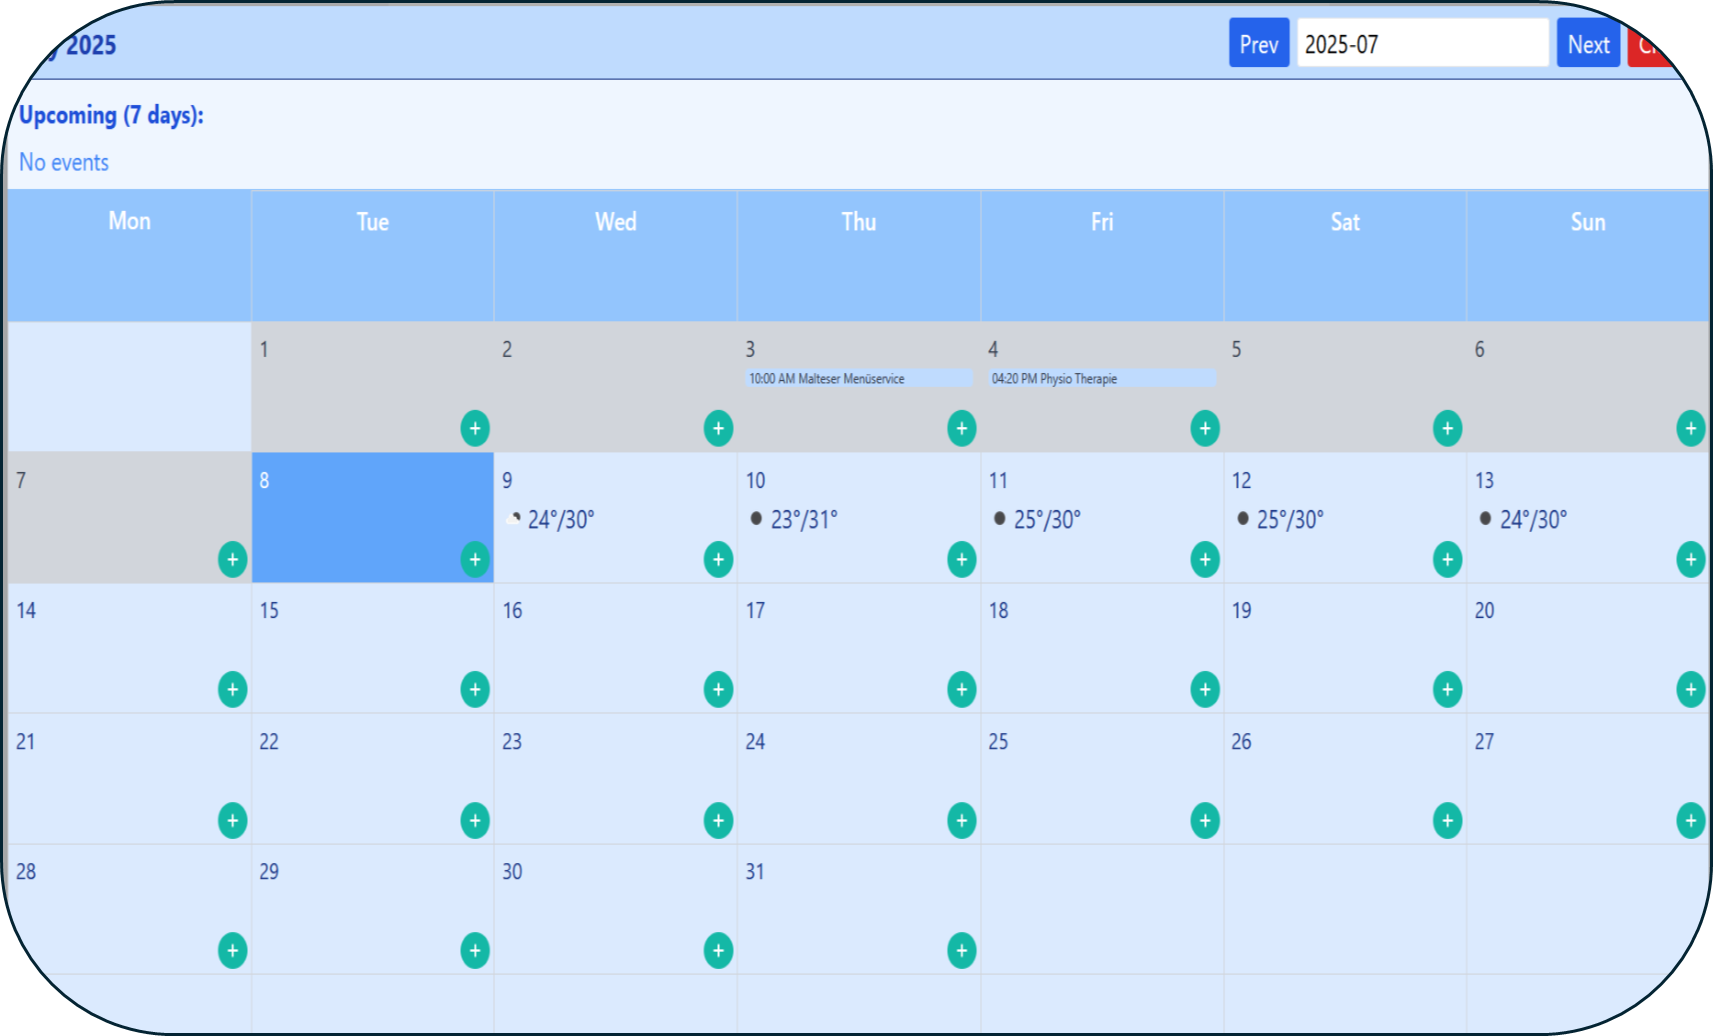 2025
Prev 2025-07 Next
Upcoming (7 days):
No events
Mon Tue Wed Thu Fri Sat Sun
1 2 3 4 5 6
10:00 AM Malteser Menüservice 04:20 PM Physio Therapie
+ + + + + +
7 8 9 10 11 12 13
24°/30° 23°/31° 25°/30° 25°/30° 24°/30°
+ + + + + + +
14 15 16 17 18 19 20
+ + + + + + +
21 22 23 24 25 26 27
+ + + + + + +
28 29 30 31
+ + + +